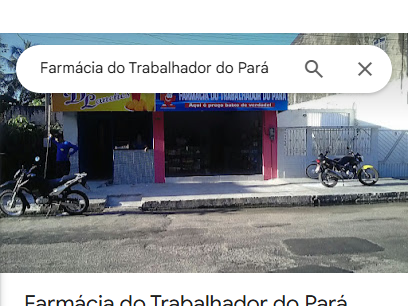 Farmácia do Trabalhador do Pará
D Lanches
FARMÁCIA DO TRABALHADOR DO PARÁ
Aqui é preço baixo de verdade!
Farmácia do Trabalhador do Pará